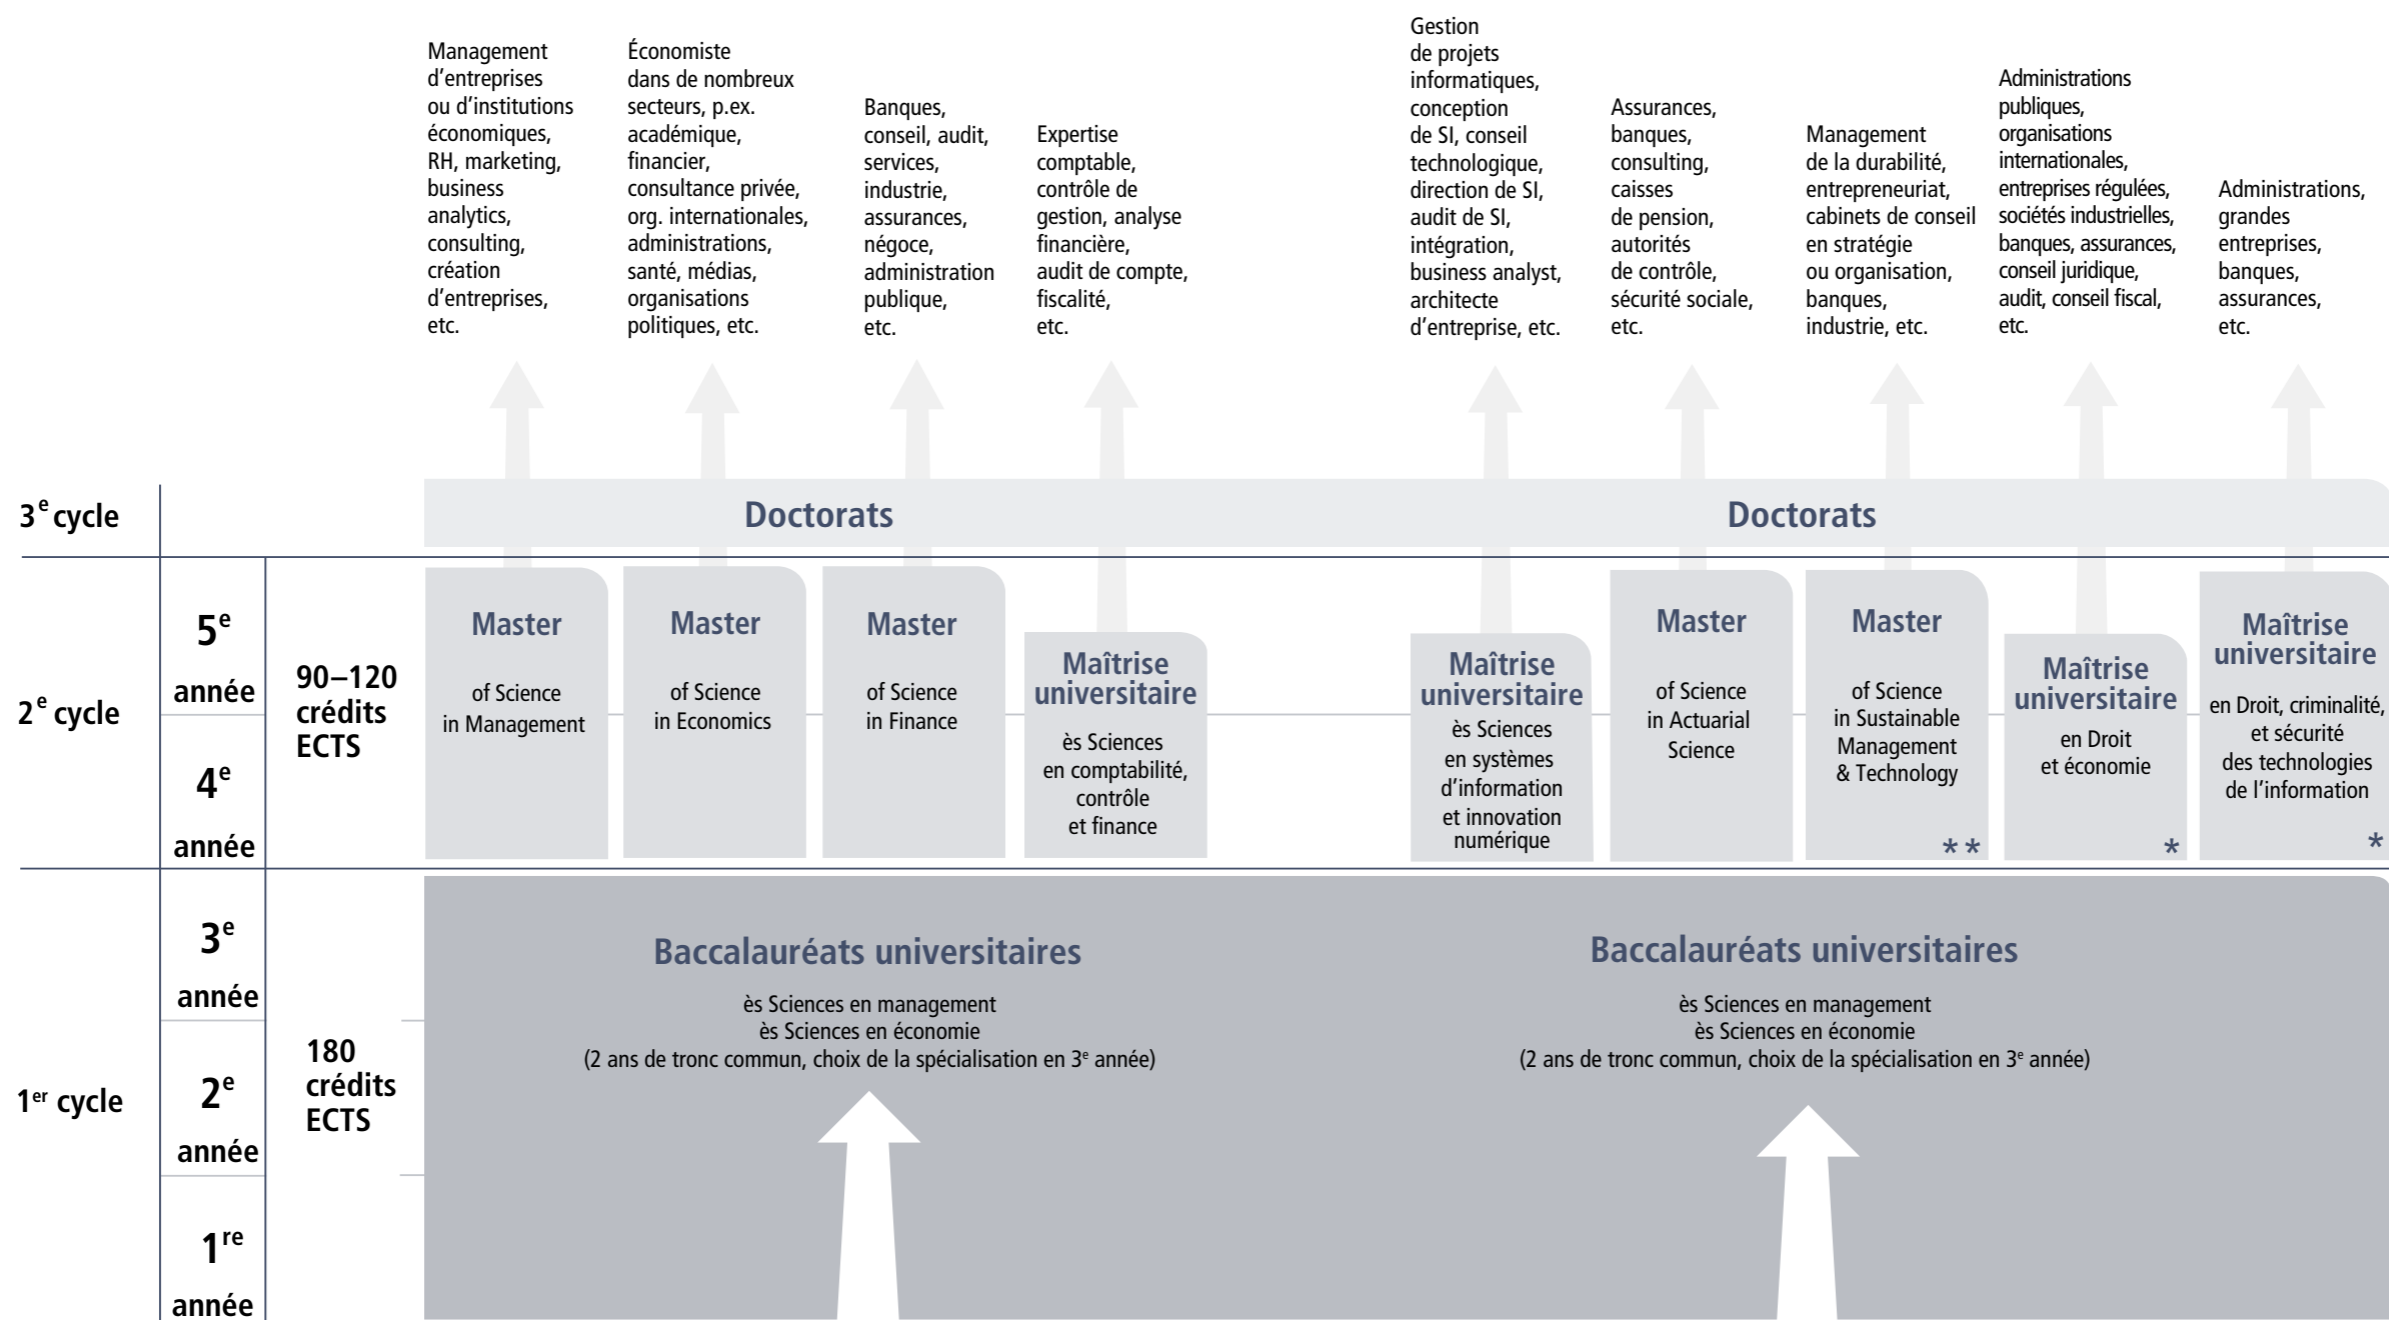 Management
d'entreprises
ou d'institutions
économiques,
RH, marketing,
business
analytics,
consulting,
création
d'entreprises,
etc.
Économiste
dans de nombreux
secteurs, p.ex.
académique,
financier,
consultance privée,
org. internationales,
administrations,
santé, médias,
organisations
politiques, etc.
Banques,
conseil, audit,
services,
industrie,
assurances,
négoce,
administration
publique,
etc.
Expertise
comptable,
contrôle de
gestion, analyse
financière,
audit de compte,
fiscalité,
etc.
Gestion
de projets
informatiques,
conception
de SI, conseil
technologique,
direction de SI,
audit de SI,
intégration,
business analyst,
architecte
d'entreprise, etc.
Assurances,
banques,
consulting,
caisses
de pension,
autorités
de contrôle,
sécurité sociale,
etc.
Management
de la durabilité,
entrepreneuriat,
cabinets de conseil
en stratégie
ou organisation,
banques,
industrie, etc.
Administrations
publiques,
organisations
internationales,
entreprises régulées,
sociétés industrielles,
banques, assurances,
conseil juridique,
audit, conseil fiscal,
etc.
Administrations,
grandes
entreprises,
banques,
assurances,
etc.
3e cycle
Doctorats
Doctorats
2e cycle
5e
année
4e
année
90–120
crédits
ECTS
Master
of Science
in Management
Master
of Science
in Economics
Master
of Science
in Finance
Maîtrise
universitaire
ès Sciences
en comptabilité,
contrôle
et finance
Maîtrise
universitaire
ès Sciences
en systèmes
d'information
et innovation
numérique
Master
of Science
in Actuarial
Science
Master
of Science
in Sustainable
Management
& Technology
**
Maîtrise
universitaire
en Droit
et économie
*
Maîtrise
universitaire
en Droit, criminalité,
et sécurité
des technologies
de l'information
*
1er cycle
3e
année
2e
année
1re
année
180
crédits
ECTS
Baccalauréats universitaires
ès Sciences en management
ès Sciences en économie
(2 ans de tronc commun, choix de la spécialisation en 3e année)
Baccalauréats universitaires
ès Sciences en management
ès Sciences en économie
(2 ans de tronc commun, choix de la spécialisation en 3e année)